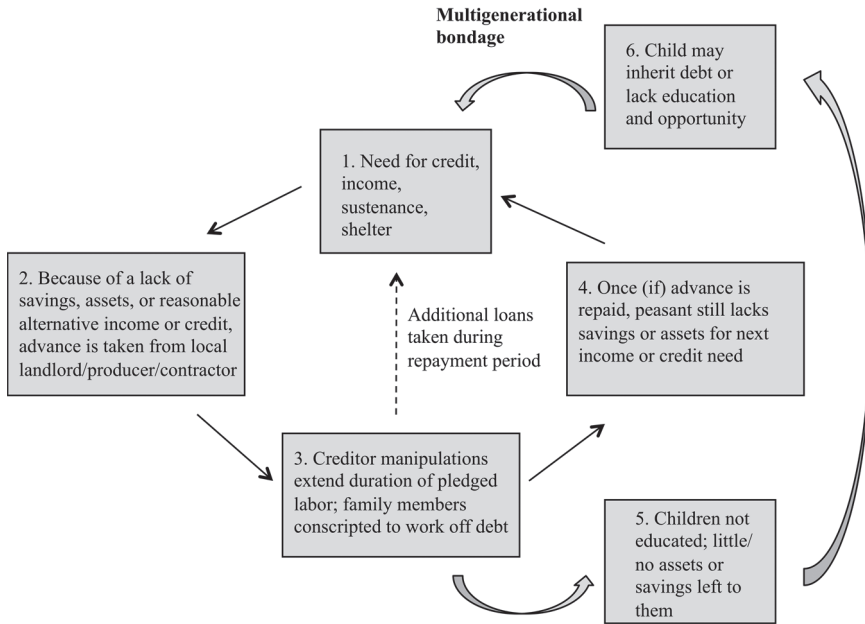 Multigenerational
bondage
6. Child may
inherit debt or
lack education
and opportunity
1. Need for credit,
income,
sustenance,
shelter
2. Because of a lack of
savings, assets, or reasonable
alternative income or credit,
advance is taken from local
landlord/producer/contractor
Additional loans
taken during
repayment period
4. Once (if) advance is
repaid, peasant still lacks
savings or assets for next
income or credit need
3. Creditor manipulations
extend duration of pledged
labor; family members
conscripted to work off debt
5. Children not
educated; little/
no assets or
savings left to
them